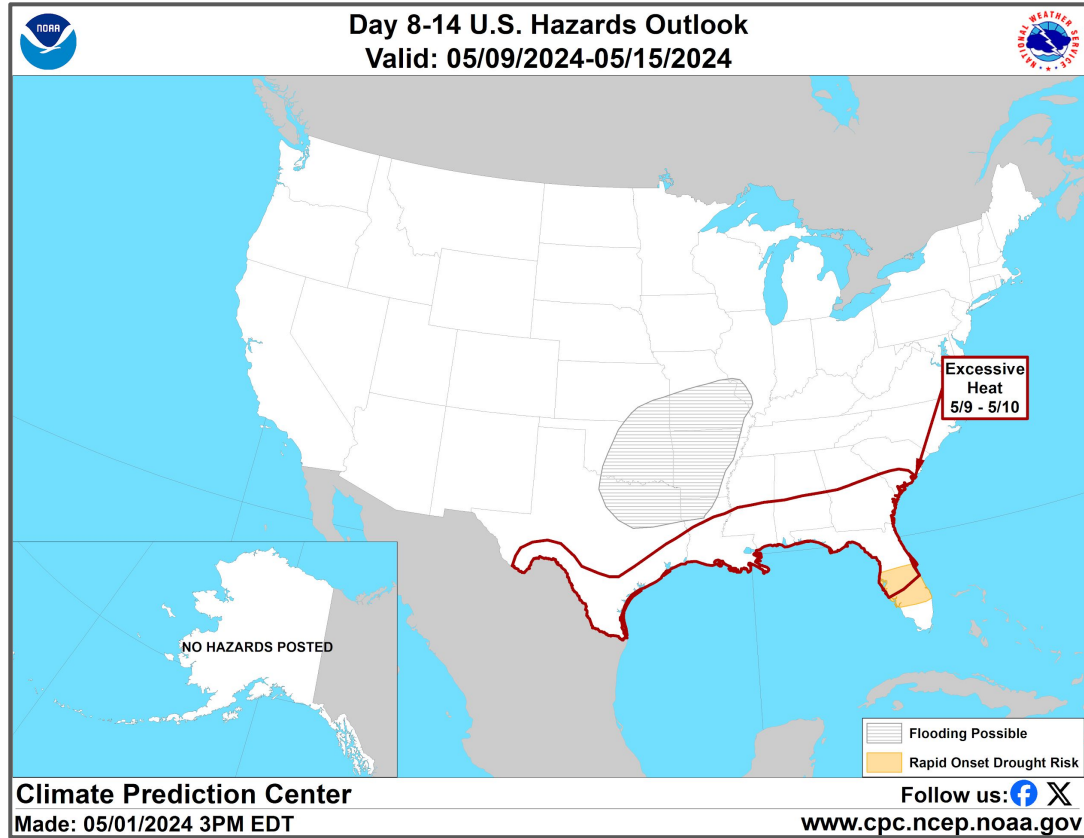 NOAA
Day 8-14 U.S. Hazards Outlook
Valid: 05/09/2024-05/15/2024
NATIONAL WEATHER SERVICE
Excessive
Heat
5/9 - 5/10
NO HAZARDS POSTED
Flooding Possible
Rapid Onset Drought Risk
Climate Prediction Center
Follow us:
Made: 05/01/2024 3PM EDT
www.cpc.ncep.noaa.gov